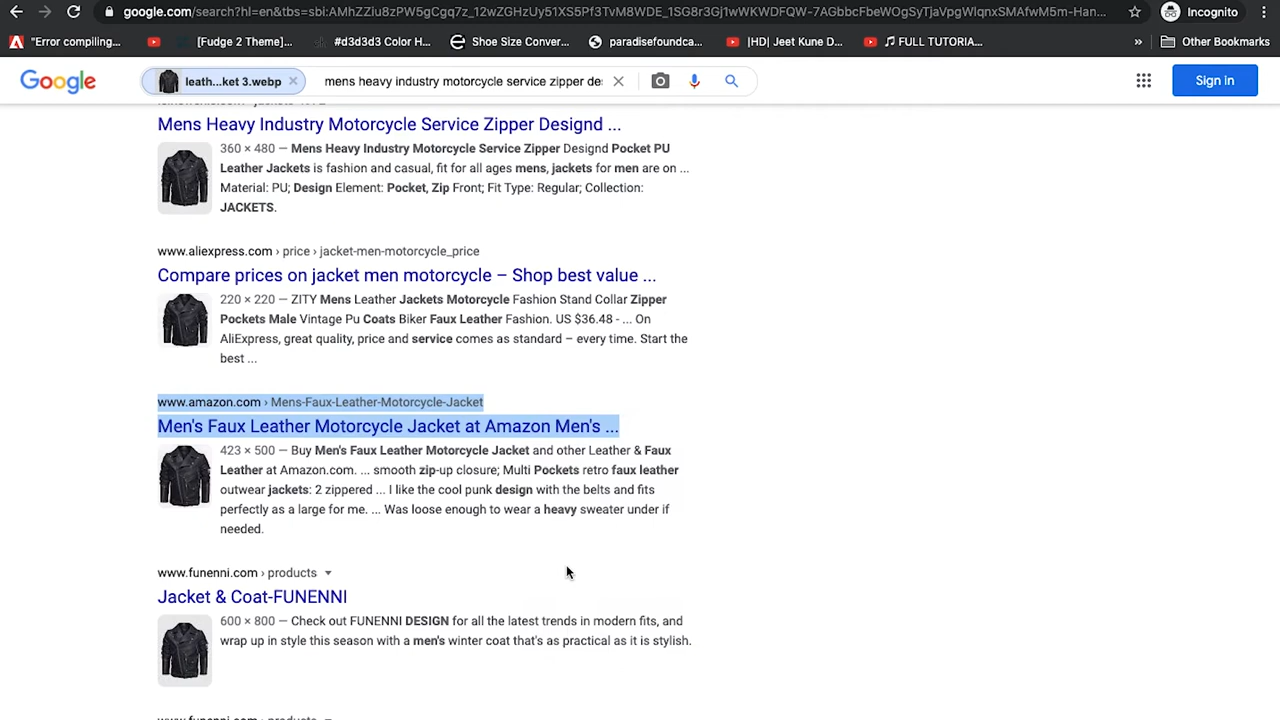 google.com/search?hl=en&tbs=sbi:AMhZZiu8zPW5gCgq7z_12wZGHzUy51XS5Pf3TvM8WDE_1SG8r3Gj1wWKWDFQW-7AGbbcFbeWOgSyTjaVpgWlqnxSMAfwM5m-Han...
Incognito
"Error compiling...
[Fudge 2 Theme]...
#d3d3d3 Color H...
Shoe Size Conver...
paradisefoundca...
|HD| Jeet Kune D...
♫ FULL TUTORIA...
»
Other Bookmarks
Google
leath...ket 3.webp
mens heavy industry motorcycle service zipper de
Sign in
Mens Heavy Industry Motorcycle Service Zipper Designd ...
360 × 480 — Mens Heavy Industry Motorcycle Service Zipper Designd Pocket PU
Leather Jackets is fashion and casual, fit for all ages mens, jackets for men are on ...
Material: PU; Design Element: Pocket, Zip Front; Fit Type: Regular; Collection:
JACKETS.
www.aliexpress.com › price › jacket-men-motorcycle_price
Compare prices on jacket men motorcycle – Shop best value ...
220 × 220 — ZITY Mens Leather Jackets Motorcycle Fashion Stand Collar Zipper
Pockets Male Vintage Pu Coats Biker Faux Leather Fashion. US $36.48 - ... On
AliExpress, great quality, price and service comes as standard – every time. Start the
best ...
www.amazon.com › Mens-Faux-Leather-Motorcycle-Jacket
Men's Faux Leather Motorcycle Jacket at Amazon Men's ...
423 × 500 — Buy Men's Faux Leather Motorcycle Jacket and other Leather & Faux
Leather at Amazon.com. ... smooth zip-up closure; Multi Pockets retro faux leather
outwear jackets: 2 zippered ... I like the cool punk design with the belts and fits
perfectly as a large for me. ... Was loose enough to wear a heavy sweater under if
needed.
www.funenni.com › products
Jacket & Coat-FUNENNI
600 × 800 — Check out FUNENNI DESIGN for all the latest trends in modern fits, and
wrap up in style this season with a men's winter coat that's as practical as it is stylish.
www.funenni.com › products